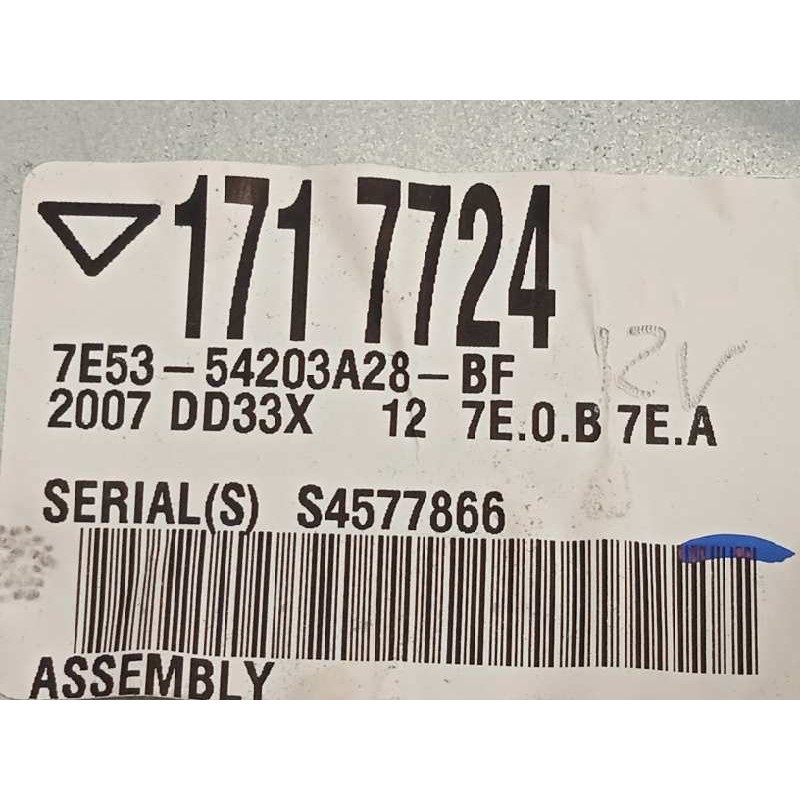 171 7724
7E53-54203A28-BF
2007 DD33X 12 7E.0.B 7E.A
SERIAL(S) S4577866
ASSEMBLY